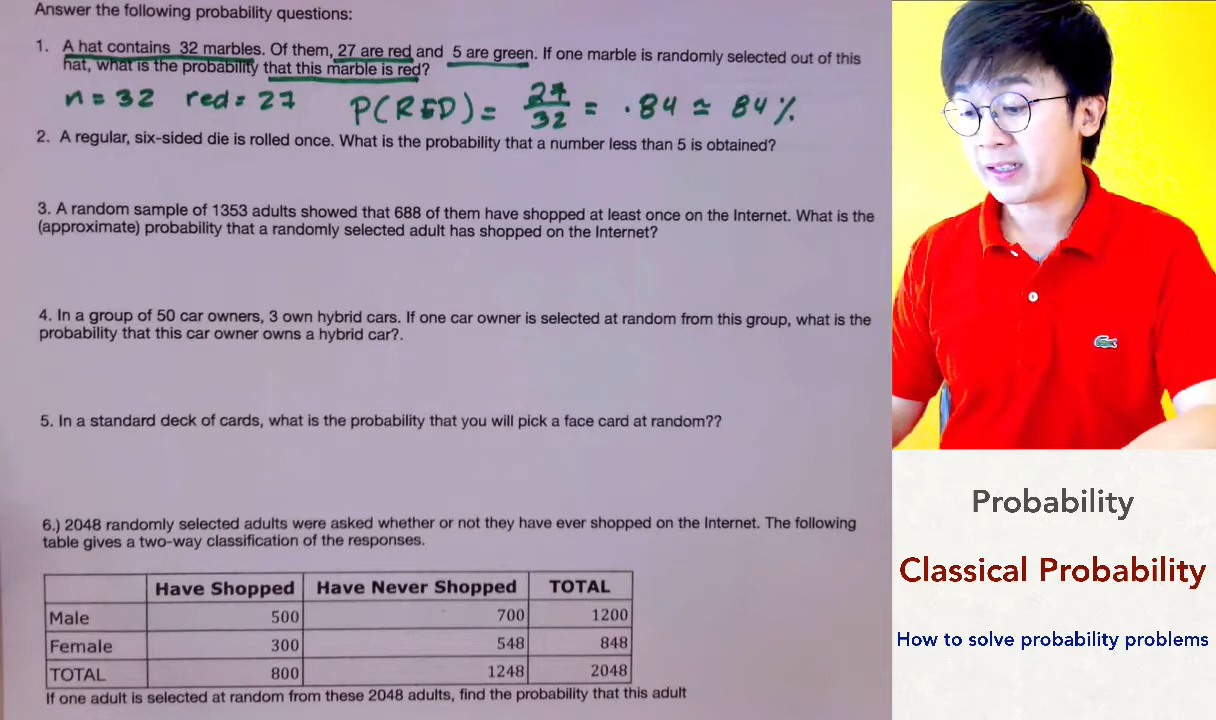 Answer the following probability questions:
1. A hat contains 32 marbles. Of them, 27 are red and 5 are green. If one marble is randomly selected out of this
hat, what is the probability that this marble is red?
n = 32 red = 27 P(RED) = 27/32 = .84 ≃ 84%
2. A regular, six-sided die is rolled once. What is the probability that a number less than 5 is obtained?
3. A random sample of 1353 adults showed that 688 of them have shopped at least once on the Internet. What is the
(approximate) probability that a randomly selected adult has shopped on the Internet?
4. In a group of 50 car owners, 3 own hybrid cars. If one car owner is selected at random from this group, what is the
probability that this car owner owns a hybrid car?.
5. In a standard deck of cards, what is the probability that you will pick a face card at random??
6.) 2048 randomly selected adults were asked whether or not they have ever shopped on the Internet. The following
table gives a two-way classification of the responses.
Have Shopped Have Never Shopped TOTAL
Male 500 700 1200
Female 300 548 848
TOTAL 800 1248 2048
If one adult is selected at random from these 2048 adults, find the probability that this adult
Probability
Classical Probability
How to solve probability problems